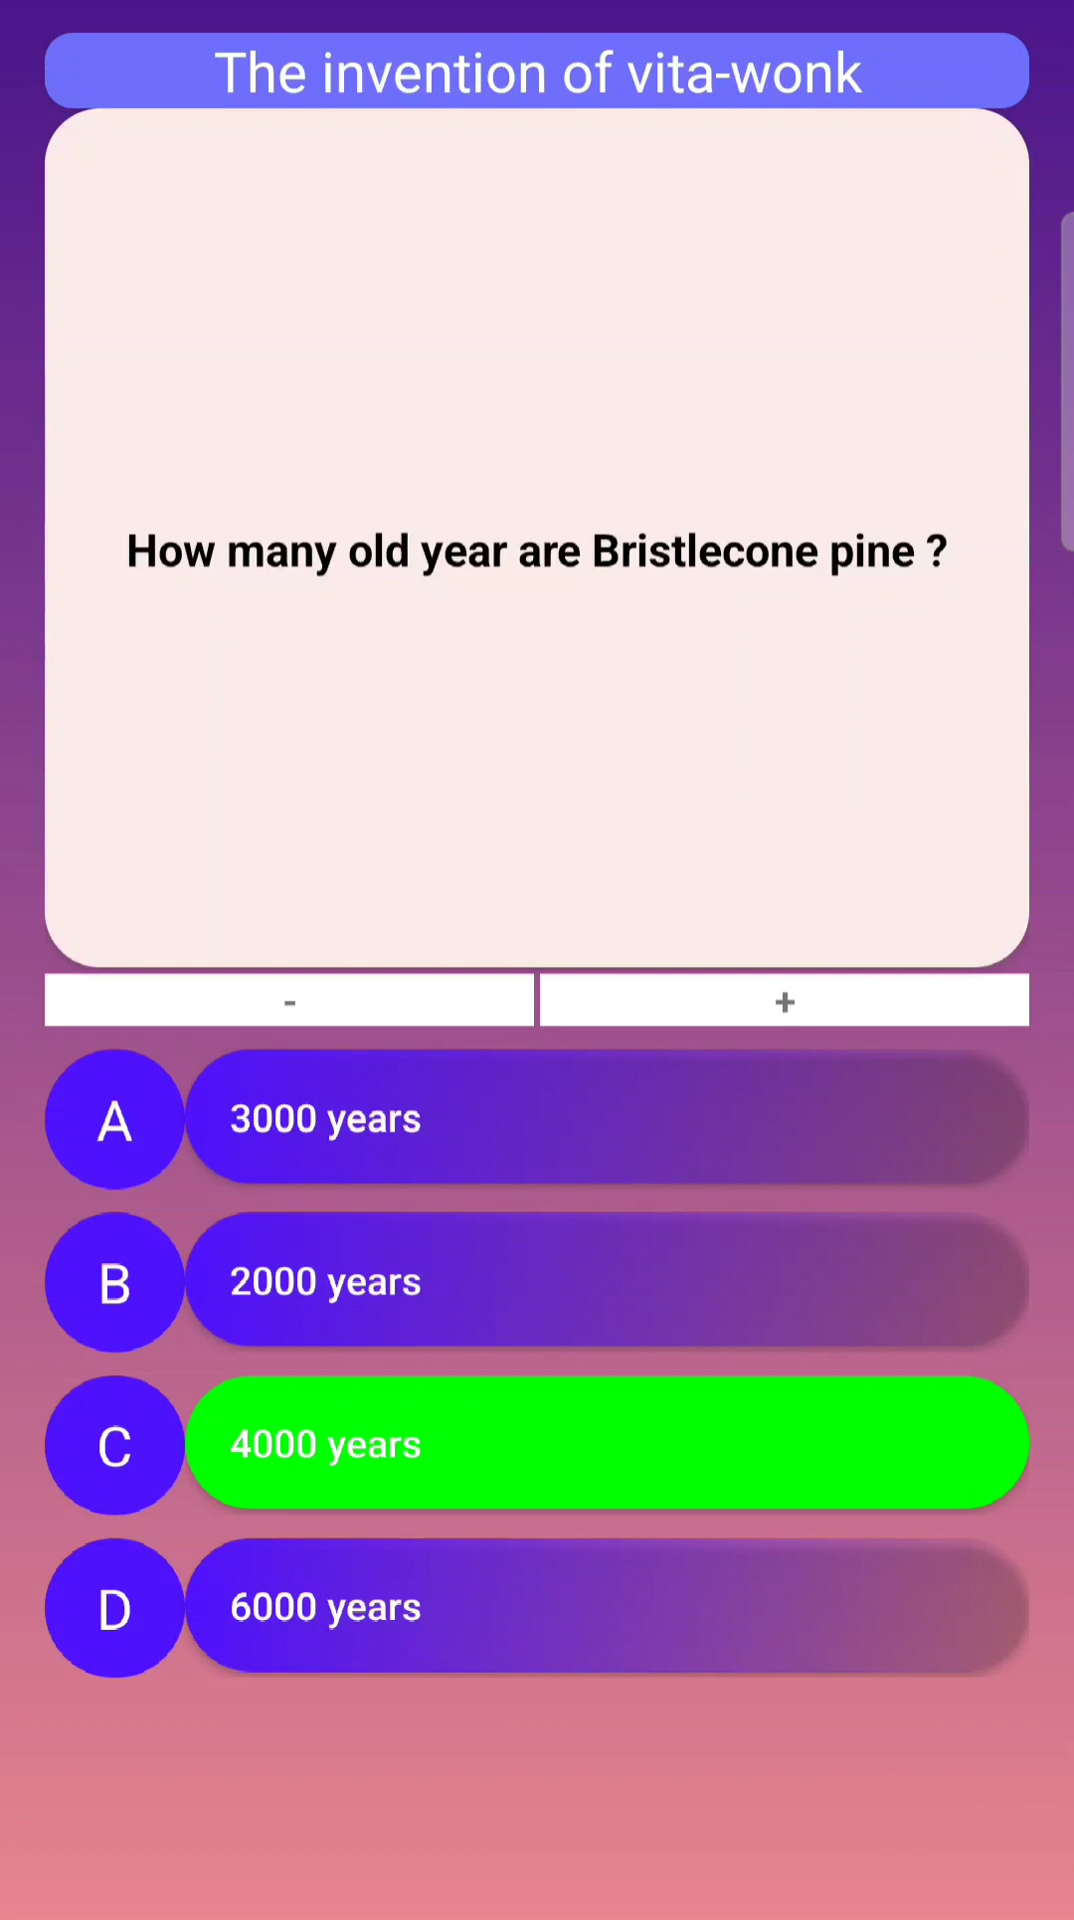 The invention of vita-wonk
How many old year are Bristlecone pine ?
- +
A 3000 years
B 2000 years
C 4000 years
D 6000 years